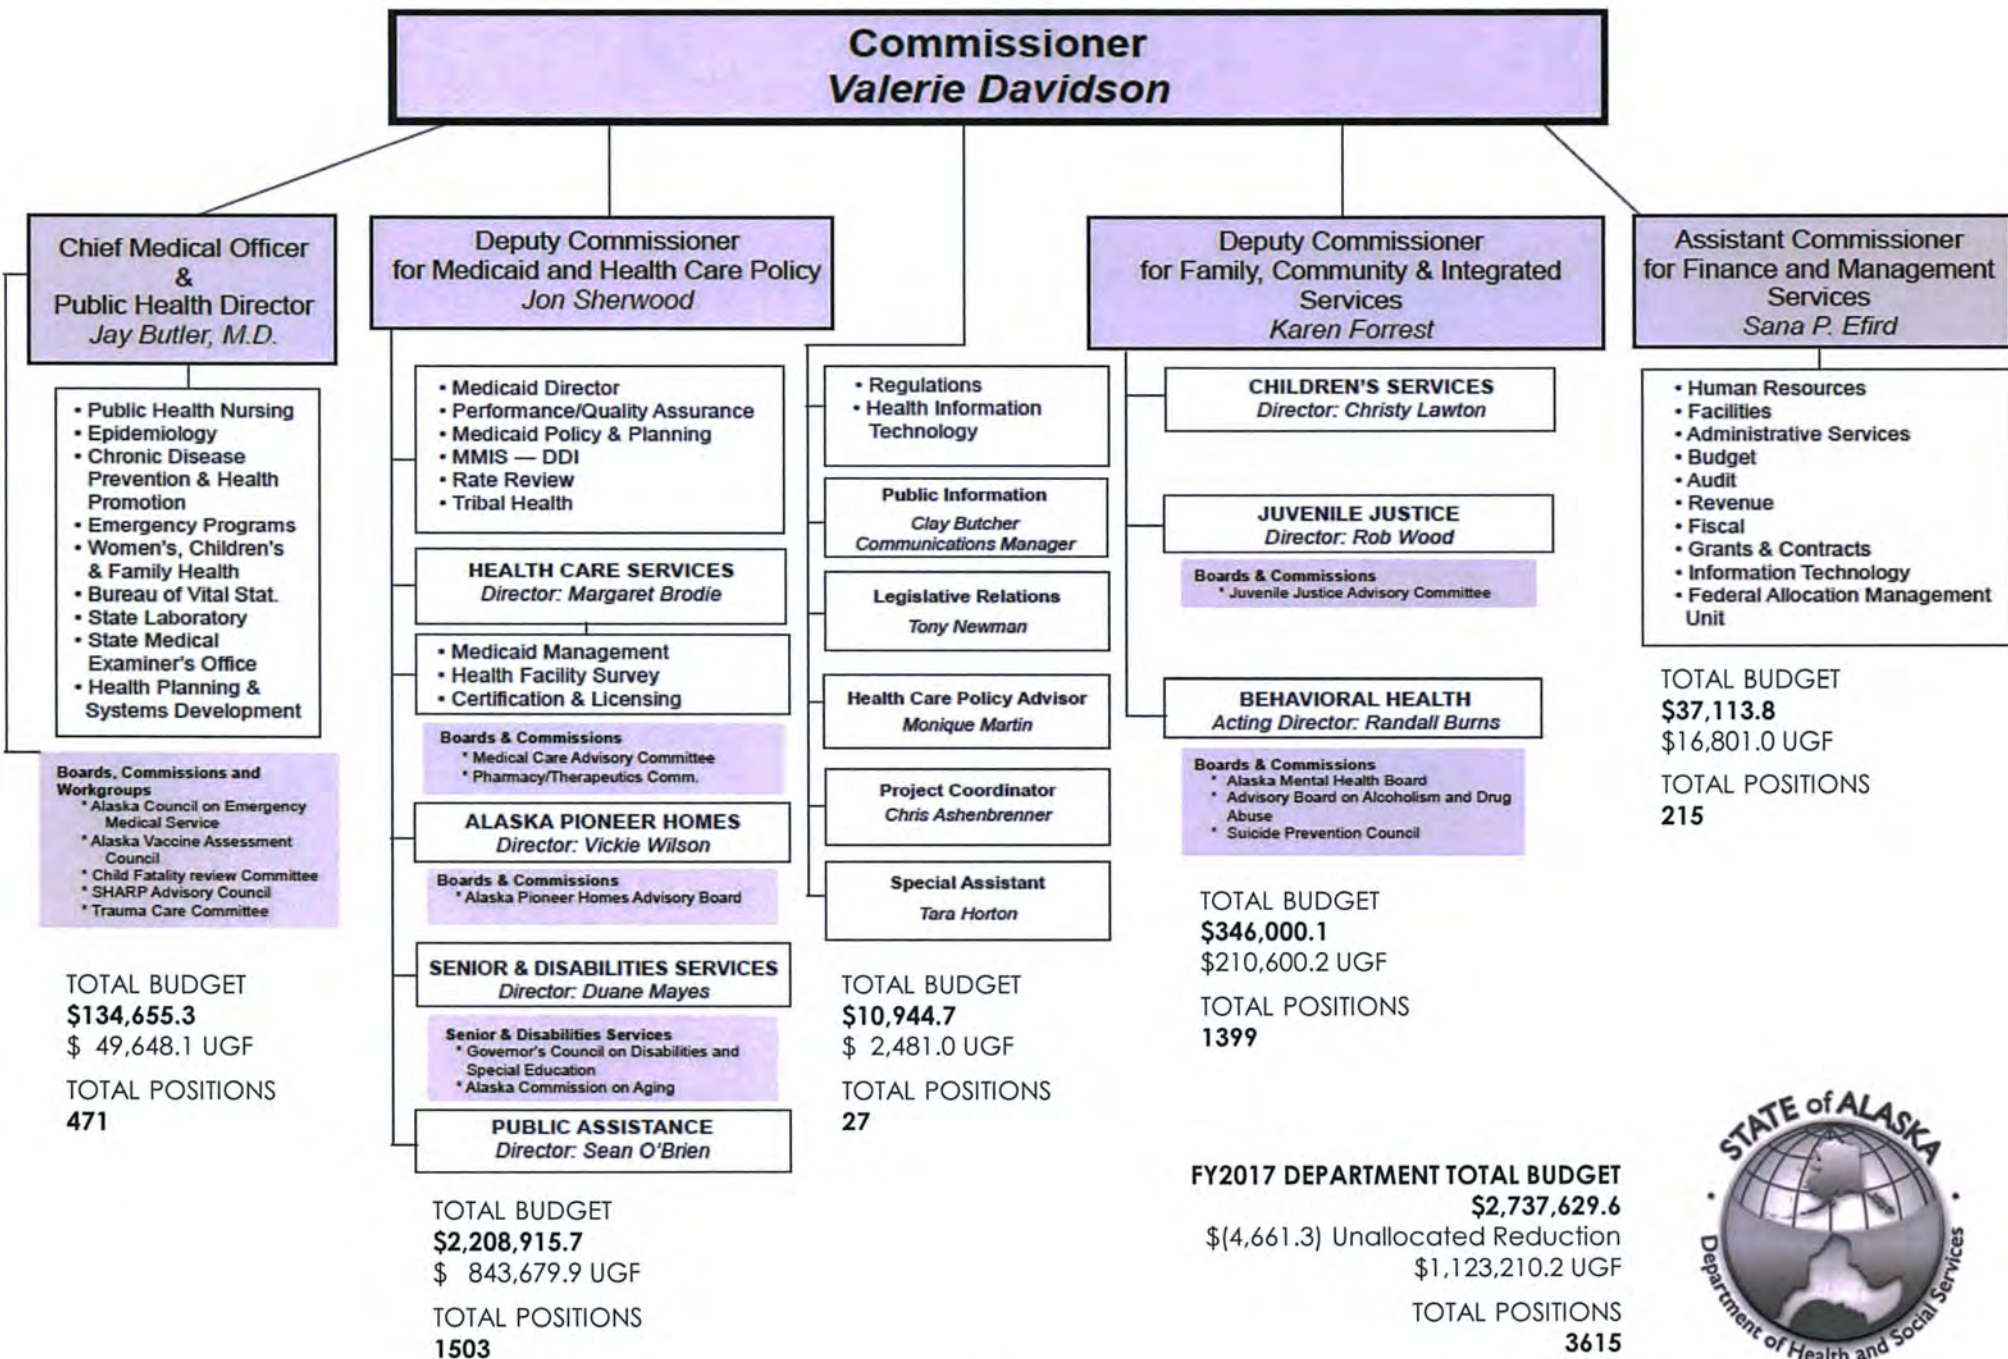 Commissioner
Valerie Davidson
Chief Medical Officer
&
Public Health Director
Jay Butler, M.D.
• Public Health Nursing
• Epidemiology
• Chronic Disease
Prevention & Health
Promotion
• Emergency Programs
• Women's, Children's
& Family Health
• Bureau of Vital Stat.
• State Laboratory
• State Medical
Examiner's Office
• Health Planning &
Systems Development
Boards, Commissions and
Workgroups
* Alaska Council on Emergency
Medical Service
* Alaska Vaccine Assessment
Council
* Child Fatality review Committee
* SHARP Advisory Council
* Trauma Care Committee
TOTAL BUDGET
$134,655.3
$ 49,648.1 UGF
TOTAL POSITIONS
471
Deputy Commissioner
for Medicaid and Health Care Policy
Jon Sherwood
• Medicaid Director
• Performance/Quality Assurance
• Medicaid Policy & Planning
• MMIS — DDI
• Rate Review
• Tribal Health
HEALTH CARE SERVICES
Director: Margaret Brodie
• Medicaid Management
• Health Facility Survey
• Certification & Licensing
Boards & Commissions
* Medical Care Advisory Committee
* Pharmacy/Therapeutics Comm.
ALASKA PIONEER HOMES
Director: Vickie Wilson
Boards & Commissions
* Alaska Pioneer Homes Advisory Board
SENIOR & DISABILITIES SERVICES
Director: Duane Mayes
Senior & Disabilities Services
* Governor's Council on Disabilities and
Special Education
* Alaska Commission on Aging
PUBLIC ASSISTANCE
Director: Sean O'Brien
TOTAL BUDGET
$2,208,915.7
$ 843,679.9 UGF
TOTAL POSITIONS
1503
• Regulations
• Health Information
Technology
Public Information
Clay Butcher
Communications Manager
Legislative Relations
Tony Newman
Health Care Policy Advisor
Monique Martin
Project Coordinator
Chris Ashenbrenner
Special Assistant
Tara Horton
TOTAL BUDGET
$10,944.7
$ 2,481.0 UGF
TOTAL POSITIONS
27
Deputy Commissioner
for Family, Community & Integrated
Services
Karen Forrest
CHILDREN'S SERVICES
Director: Christy Lawton
JUVENILE JUSTICE
Director: Rob Wood
Boards & Commissions
* Juvenile Justice Advisory Committee
BEHAVIORAL HEALTH
Acting Director: Randall Burns
Boards & Commissions
* Alaska Mental Health Board
* Advisory Board on Alcoholism and Drug
Abuse
* Suicide Prevention Council
TOTAL BUDGET
$346,000.1
$210,600.2 UGF
TOTAL POSITIONS
1399
Assistant Commissioner
for Finance and Management
Services
Sana P. Efird
• Human Resources
• Facilities
• Administrative Services
• Budget
• Audit
• Revenue
• Fiscal
• Grants & Contracts
• Information Technology
• Federal Allocation Management
Unit
TOTAL BUDGET
$37,113.8
$16,801.0 UGF
TOTAL POSITIONS
215
FY2017 DEPARTMENT TOTAL BUDGET
$2,737,629.6
$(4,661.3) Unallocated Reduction
$1,123,210.2 UGF
TOTAL POSITIONS
3615
STATE of ALASKA
Department of Health and Social Services